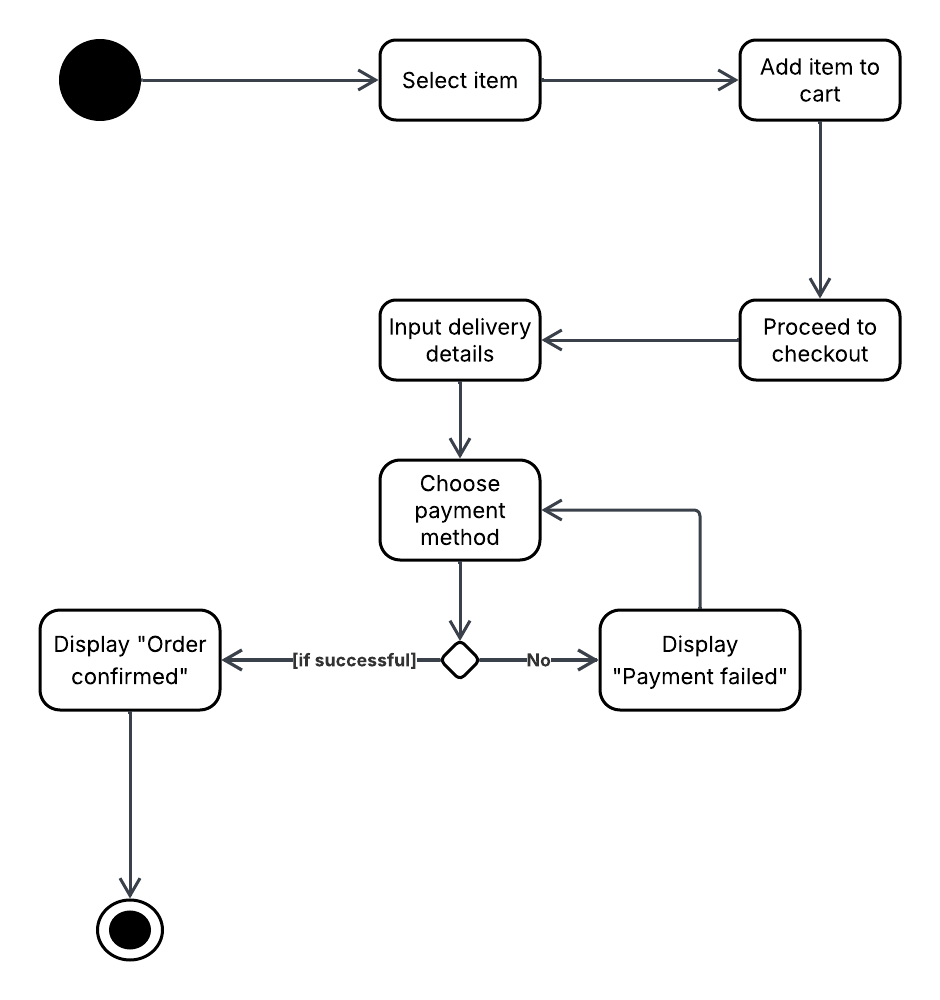 Select item
Add item to
cart
Input delivery
details
Proceed to
checkout
Choose
payment
method
Display "Order
confirmed"
[if successful]
No
Display
"Payment failed"